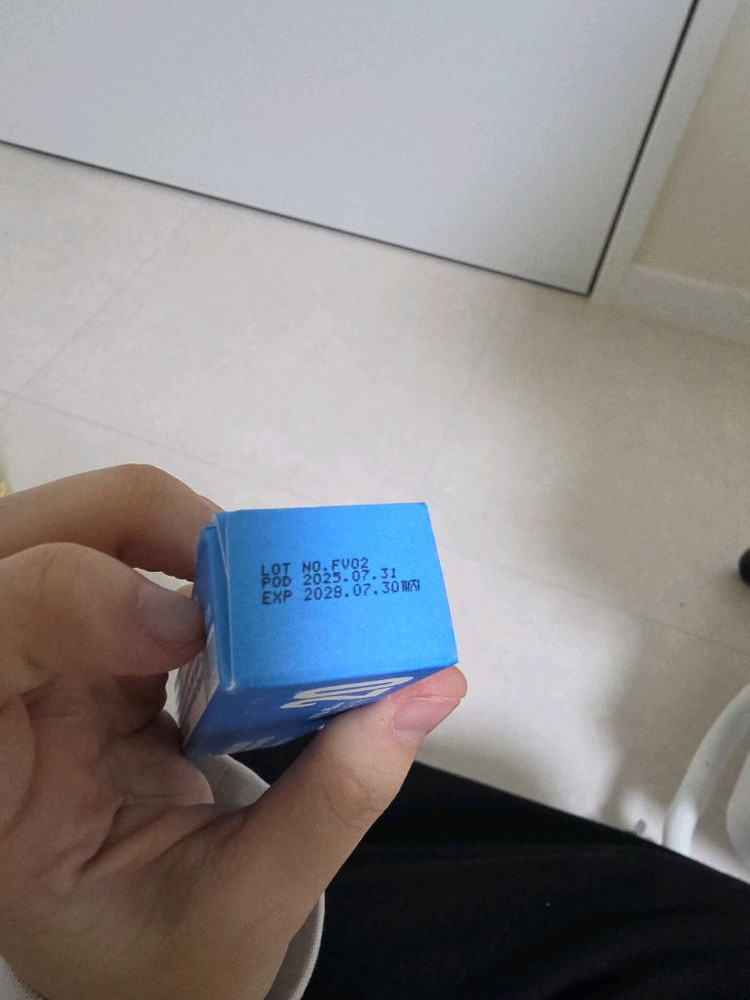 LOT NO.FV02
POD 2025.07.31
EXP 2028.07.30까지